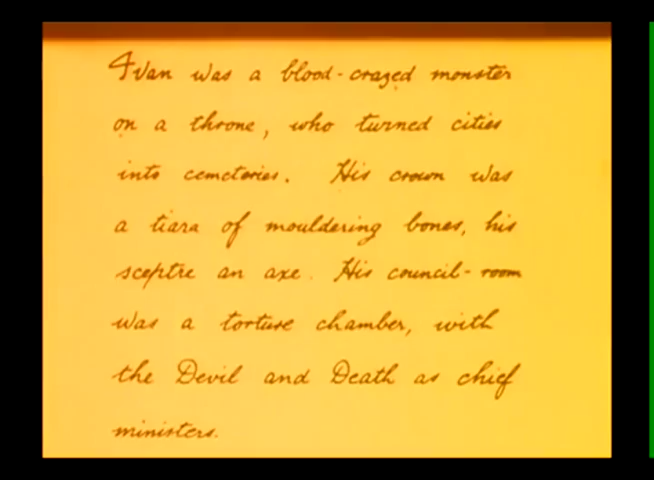 Ivan was a blood-crazed monster
on a throne, who turned cities
into cemeteries. His crown was
a tiara of mouldering bones, his
sceptre an axe. His council-room
was a torture chamber, with
the Devil and Death as chief
ministers.